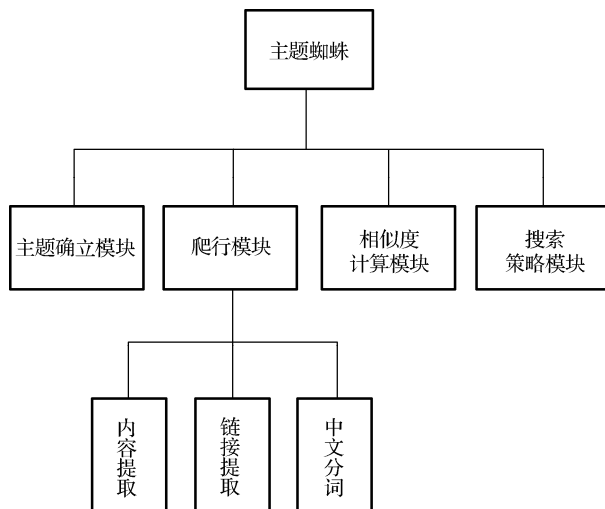 主题蜘蛛
主题确立模块
爬行模块
相似度
计算模块
搜索
策略模块
内容提取
链接提取
中文分词